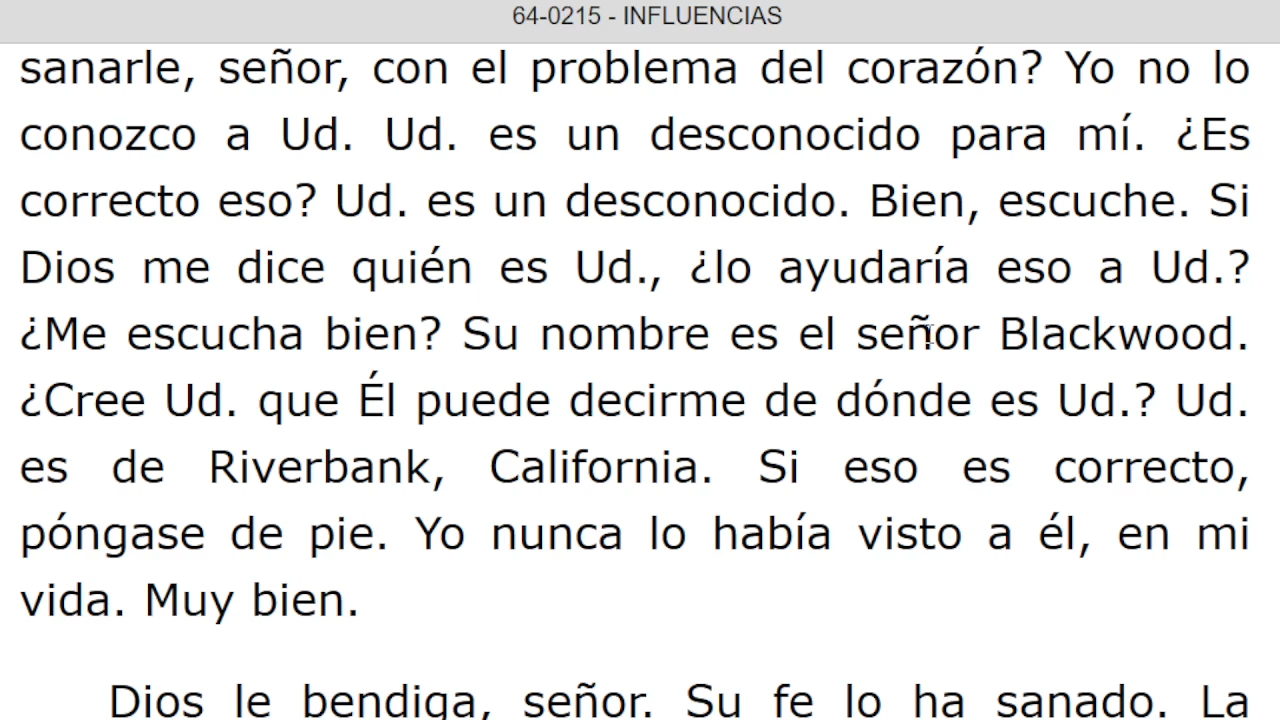 64-0215 - INFLUENCIAS
sanarle, señor, con el problema del corazón? Yo no lo
conozco a Ud. Ud. es un desconocido para mí. ¿Es
correcto eso? Ud. es un desconocido. Bien, escuche. Si
Dios me dice quién es Ud., ¿lo ayudaría eso a Ud.?
¿Me escucha bien? Su nombre es el señor Blackwood.
¿Cree Ud. que Él puede decirme de dónde es Ud.? Ud.
es de Riverbank, California. Si eso es correcto,
póngase de pie. Yo nunca lo había visto a él, en mi
vida. Muy bien.
Dios le bendiga, señor. Su fe lo ha sanado. La